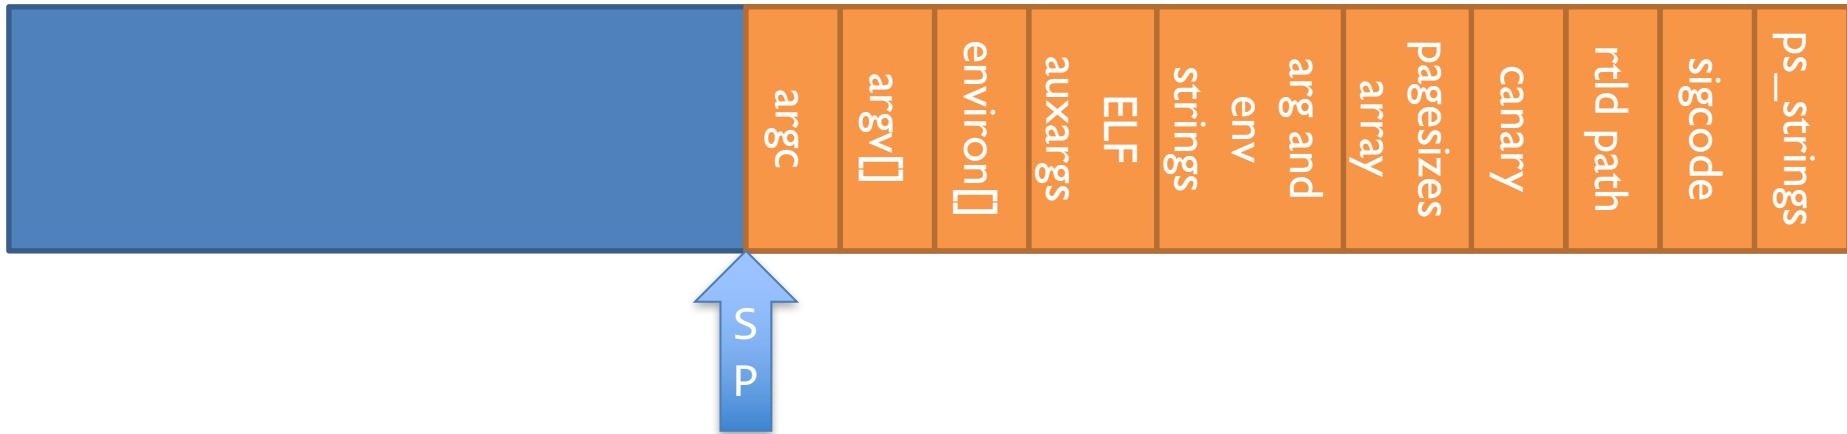 argc
argv[]
environ[]
ELF
auxargs
arg and
env
strings
pagesizes
array
canary
rtld path
sigcode
ps_strings
S
P